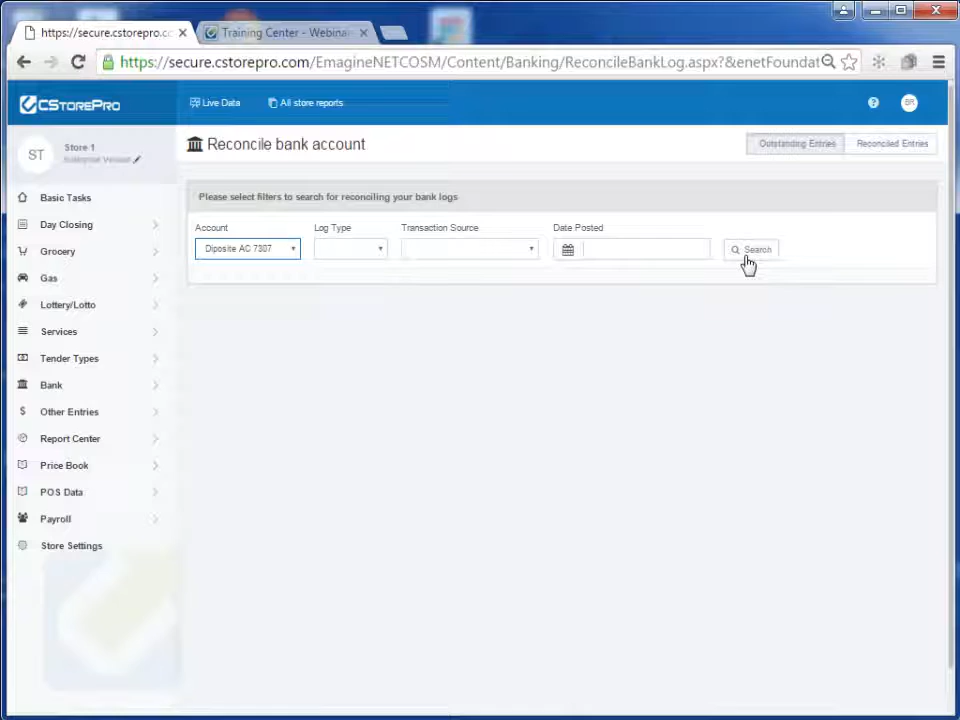 https://secure.cstorepro.cc
Training Center - Webinar
https://secure.cstorepro.com/EmagineNETCOSM/Content/Banking/ReconcileBankLog.aspx?&enetFoundat
CStorePro
Live Data
All store reports
BR
ST
Store 1
Enterprise Version
Reconcile bank account
Outstanding Entries
Reconciled Entries
Please select filters to search for reconciling your bank logs
Account
Log Type
Transaction Source
Date Posted
Diposite AC 7307
Search
Basic Tasks
Day Closing
Grocery
Gas
Lottery/Lotto
Services
Tender Types
Bank
Other Entries
Report Center
Price Book
POS Data
Payroll
Store Settings